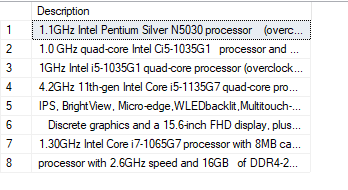 Description
1 1.1GHz Intel Pentium Silver N5030 processor (overc...
2 1.0 GHz quad-core Intel Ci5-1035G1 processor and ...
3 1GHz Intel i5-1035G1 quad-core processor (overclock...
4 4.2GHz 11th-gen Intel Core i5-1135G7 quad-core pro...
5 IPS, BrightView, Micro-edge,WLEDbacklit,Multitouch-...
6 Discrete graphics and a 15.6-inch FHD display, plus...
7 1.30GHz Intel Core i7-1065G7 processor with 8MB ca...
8 processor with 2.6GHz speed and 16GB of DDR4-2...